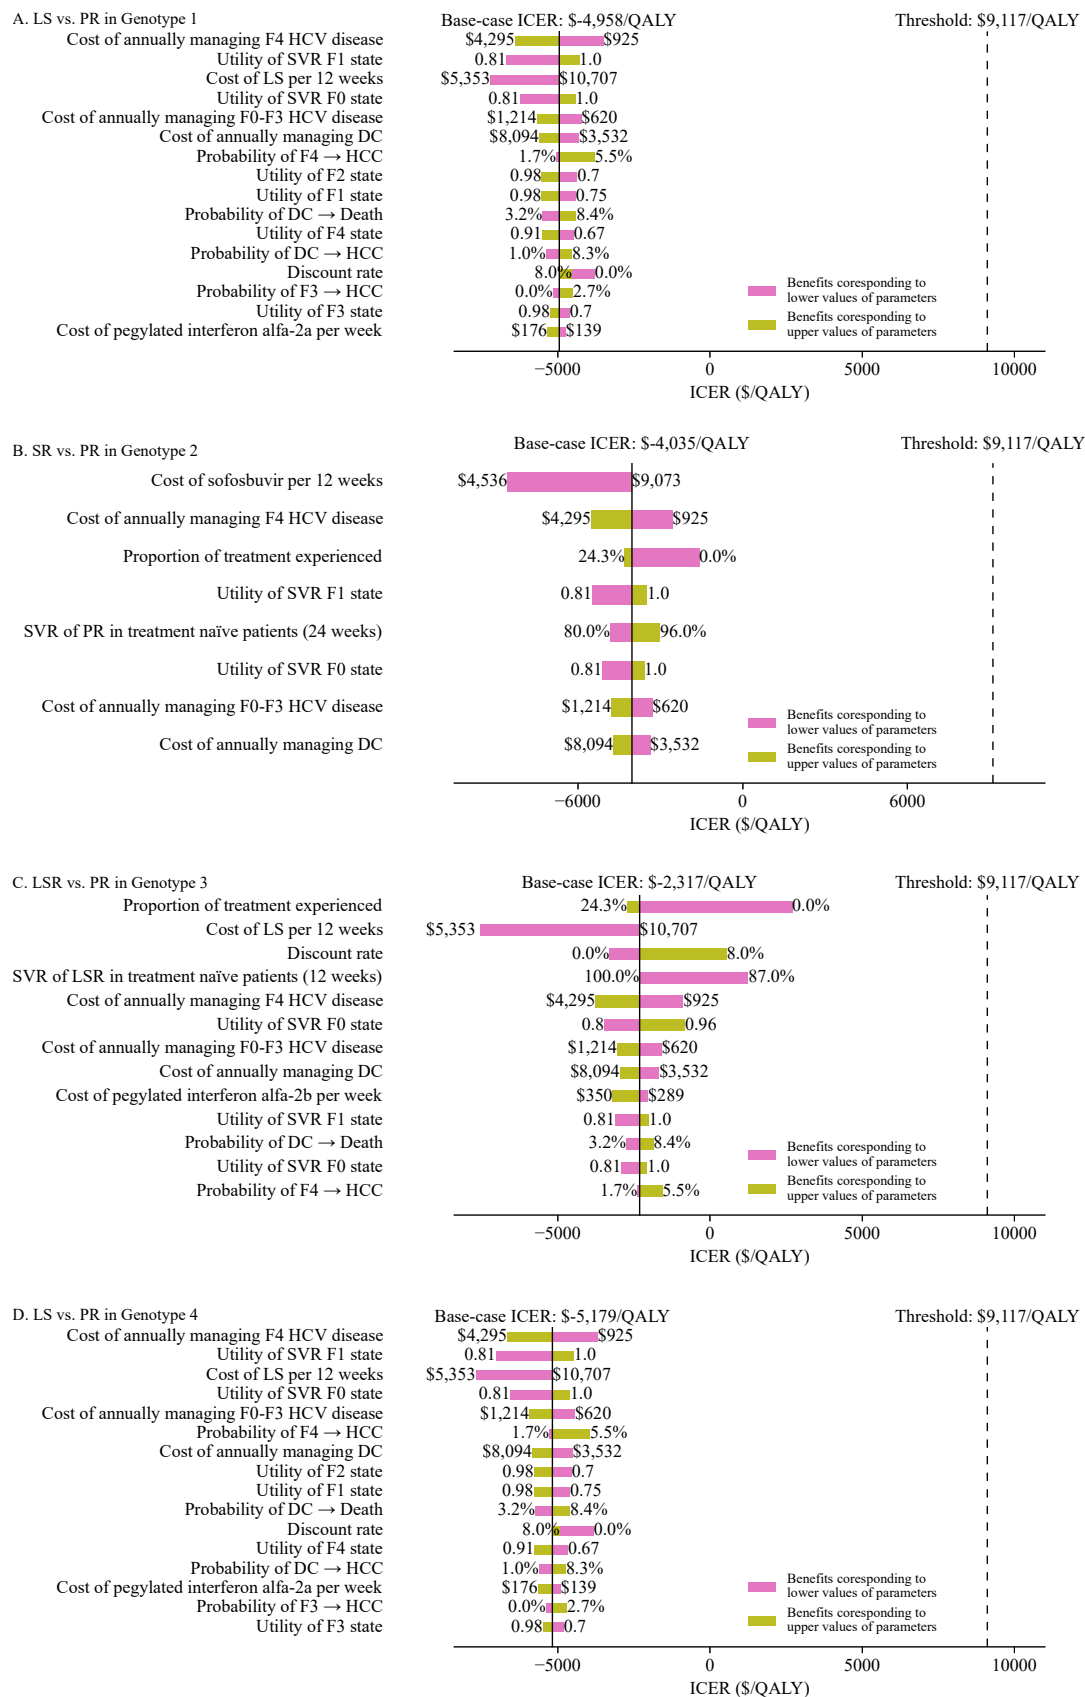 A. LS vs. PR in Genotype 1
Base-case ICER: $-4,958/QALY
Threshold: $9,117/QALY
Cost of annually managing F4 HCV disease $4,295 $925
Utility of SVR F1 state 0.81 1.0
Cost of LS per 12 weeks $5,353 $10,707
Utility of SVR F0 state 0.81 1.0
Cost of annually managing F0-F3 HCV disease $1,214 $620
Cost of annually managing DC $8,094 $3,532
Probability of F4 → HCC 1.7% 5.5%
Utility of F2 state 0.98 0.7
Utility of F1 state 0.98 0.75
Probability of DC → Death 3.2% 8.4%
Utility of F4 state 0.91 0.67
Probability of DC → HCC 1.0% 8.3%
Discount rate 8.0% 0.0%
Probability of F3 → HCC 0.0% 2.7%
Utility of F3 state 0.98 0.7
Cost of pegylated interferon alfa-2a per week $176 $139
Benefits coresponding to
lower values of parameters
Benefits coresponding to
upper values of parameters
−5000 0 5000 10000
ICER ($/QALY)
B. SR vs. PR in Genotype 2
Base-case ICER: $-4,035/QALY
Threshold: $9,117/QALY
Cost of sofosbuvir per 12 weeks $4,536 $9,073
Cost of annually managing F4 HCV disease $4,295 $925
Proportion of treatment experienced 24.3% 0.0%
Utility of SVR F1 state 0.81 1.0
SVR of PR in treatment naïve patients (24 weeks) 80.0% 96.0%
Utility of SVR F0 state 0.81 1.0
Cost of annually managing F0-F3 HCV disease $1,214 $620
Cost of annually managing DC $8,094 $3,532
Benefits coresponding to
lower values of parameters
Benefits coresponding to
upper values of parameters
−6000 0 6000
ICER ($/QALY)
C. LSR vs. PR in Genotype 3
Base-case ICER: $-2,317/QALY
Threshold: $9,117/QALY
Proportion of treatment experienced 24.3% 0.0%
Cost of LS per 12 weeks $5,353 $10,707
Discount rate 0.0% 8.0%
SVR of LSR in treatment naïve patients (12 weeks) 100.0% 87.0%
Cost of annually managing F4 HCV disease $4,295 $925
Utility of SVR F0 state 0.8 0.96
Cost of annually managing F0-F3 HCV disease $1,214 $620
Cost of annually managing DC $8,094 $3,532
Cost of pegylated interferon alfa-2b per week $350 $289
Utility of SVR F1 state 0.81 1.0
Probability of DC → Death 3.2% 8.4%
Utility of SVR F0 state 0.81 1.0
Probability of F4 → HCC 1.7% 5.5%
Benefits coresponding to
lower values of parameters
Benefits coresponding to
upper values of parameters
−5000 0 5000 10000
ICER ($/QALY)
D. LS vs. PR in Genotype 4
Base-case ICER: $-5,179/QALY
Threshold: $9,117/QALY
Cost of annually managing F4 HCV disease $4,295 $925
Utility of SVR F1 state 0.81 1.0
Cost of LS per 12 weeks $5,353 $10,707
Utility of SVR F0 state 0.81 1.0
Cost of annually managing F0-F3 HCV disease $1,214 $620
Probability of F4 → HCC 1.7% 5.5%
Cost of annually managing DC $8,094 $3,532
Utility of F2 state 0.98 0.7
Utility of F1 state 0.98 0.75
Probability of DC → Death 3.2% 8.4%
Discount rate 8.0% 0.0%
Utility of F4 state 0.91 0.67
Probability of DC → HCC 1.0% 8.3%
Cost of pegylated interferon alfa-2a per week $176 $139
Probability of F3 → HCC 0.0% 2.7%
Utility of F3 state 0.98 0.7
Benefits coresponding to
lower values of parameters
Benefits coresponding to
upper values of parameters
−5000 0 5000 10000
ICER ($/QALY)